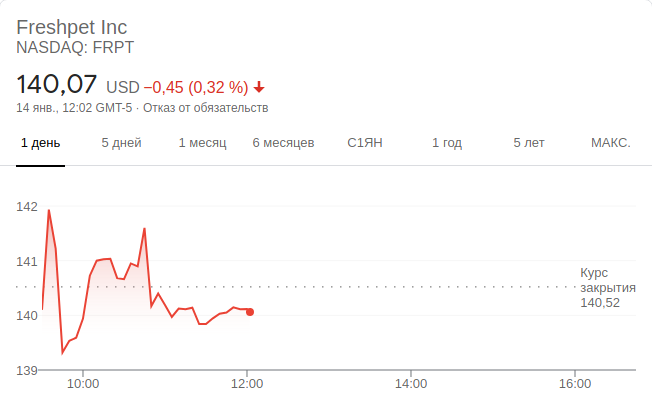 Freshpet Inc
NASDAQ: FRPT
140,07 USD −0,45 (0,32 %)
14 янв., 12:02 GMT-5 · Отказ от обязательств
1 день 5 дней 1 месяц 6 месяцев С1ЯН 1 год 5 лет МАКС.
142
141
Курс
закрытия
140,52
140
139
10:00 12:00 14:00 16:00